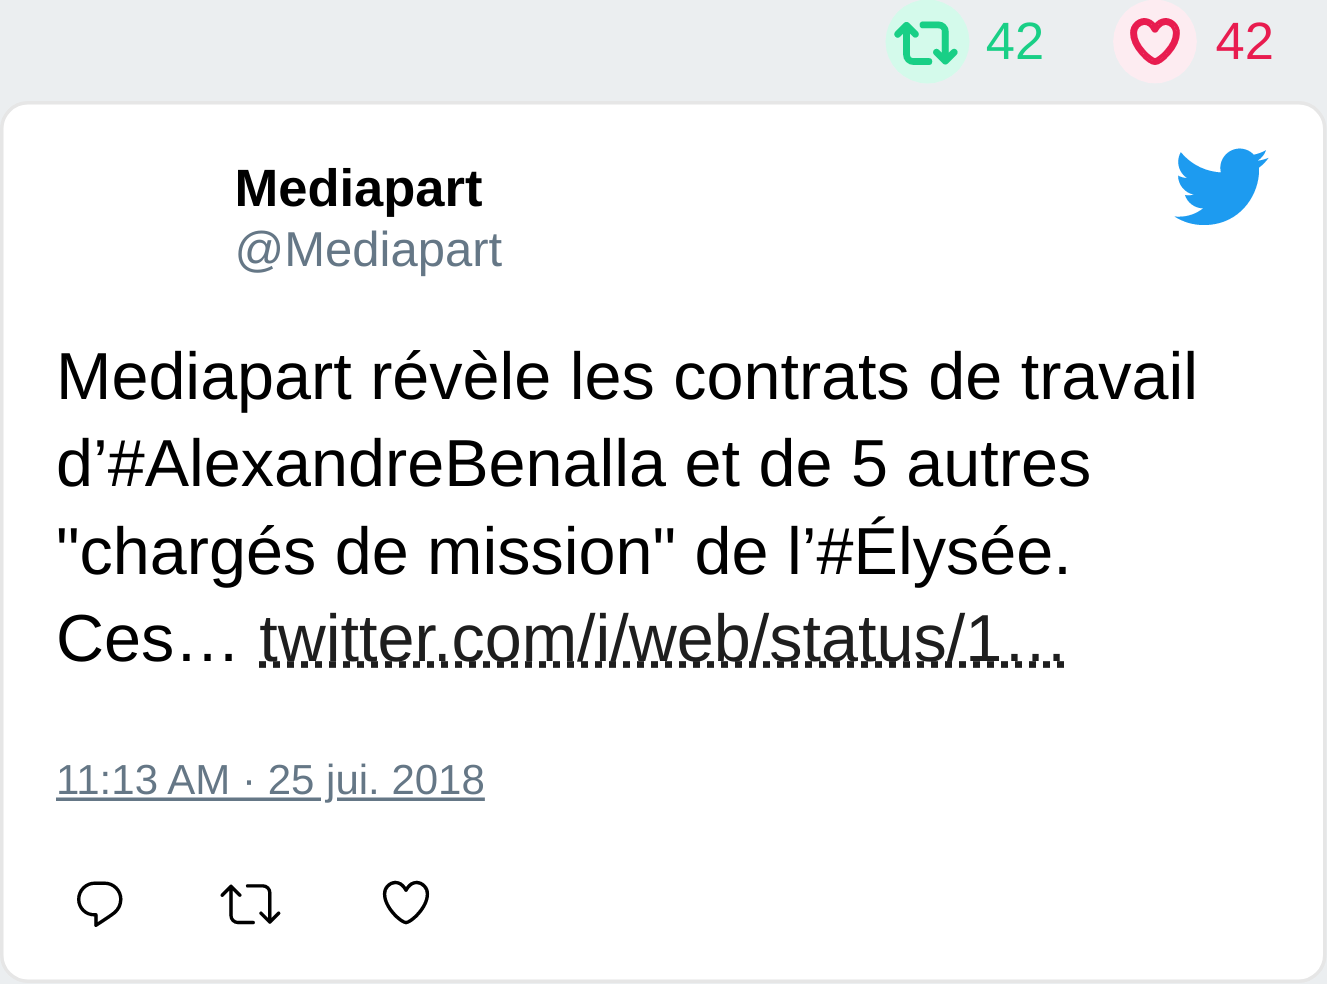 42 42
Mediapart
@Mediapart
Mediapart révèle les contrats de travail
d’#AlexandreBenalla et de 5 autres
"chargés de mission" de l’#Élysée.
Ces… twitter.com/i/web/status/1…
11:13 AM · 25 jui. 2018